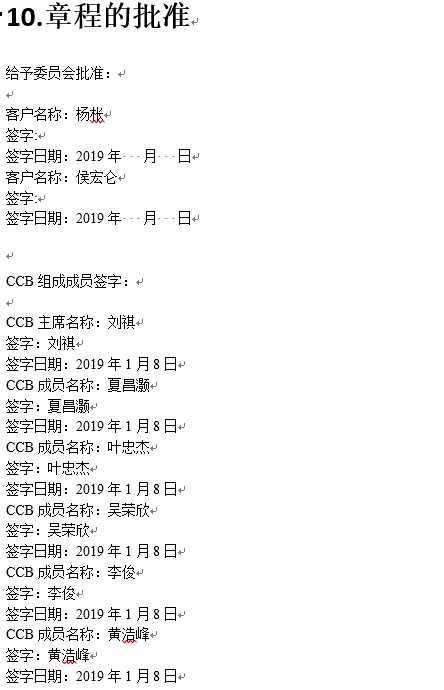 10.章程的批准
给予委员会批准：
客户名称：杨枨
签字:
签字日期：2019 年 月 日
客户名称：侯宏仑
签字:
签字日期：2019 年 月 日
CCB 组成成员签字：
CCB 主席名称：刘祺
签字：刘祺
签字日期：2019 年 1 月 8 日
CCB 成员名称：夏昌灏
签字：夏昌灏
签字日期：2019 年 1 月 8 日
CCB 成员名称：叶忠杰
签字：叶忠杰
签字日期：2019 年 1 月 8 日
CCB 成员名称：吴荣欣
签字：吴荣欣
签字日期：2019 年 1 月 8 日
CCB 成员名称：李俊
签字：李俊
签字日期：2019 年 1 月 8 日
CCB 成员名称：黄浩峰
签字：黄浩峰
签字日期：2019 年 1 月 8 日